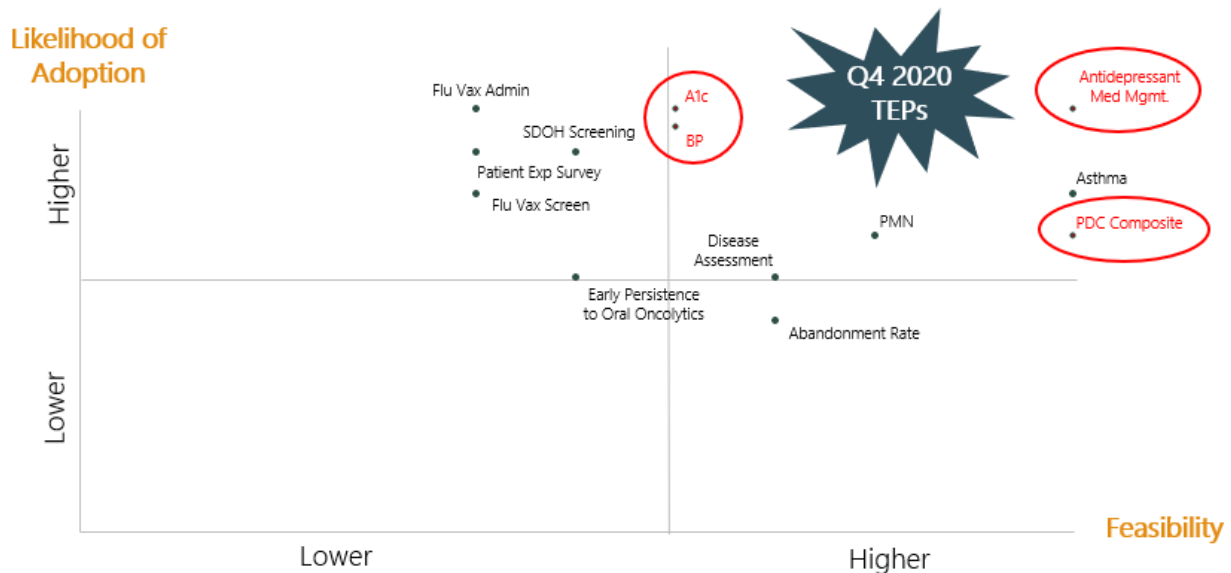 Likelihood of
Adoption
Q4 2020
TEPs
Antidepressant
Med Mgmt.
Flu Vax Admin
A1c
SDOH Screening
BP
Patient Exp Survey
Asthma
Flu Vax Screen
Higher
PMN
PDC Composite
Disease
Assessment
Early Persistence
to Oral Oncolytics
Abandonment Rate
Lower
Feasibility
Lower
Higher